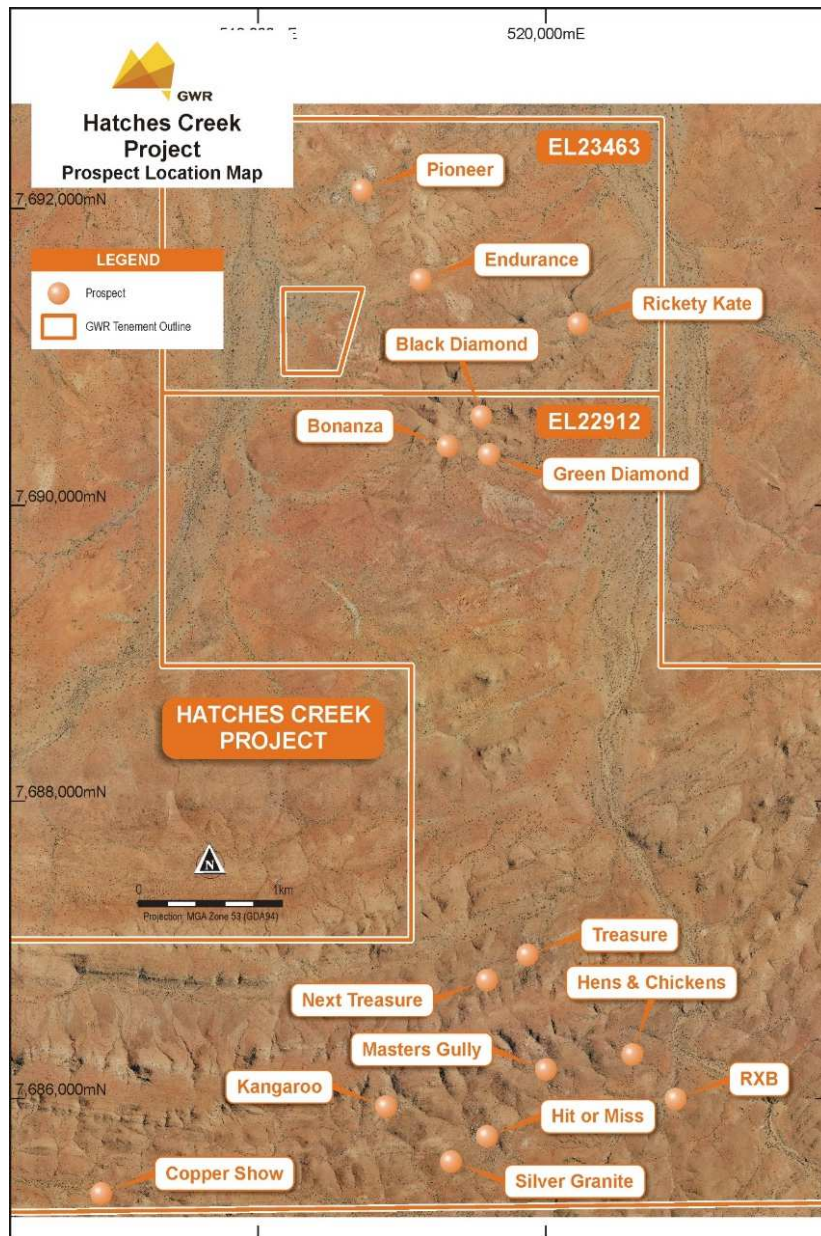 520,000mE
GWR
Hatches Creek
Project
Prospect Location Map
EL23463
Pioneer
7,692,000mN
LEGEND
Prospect
GWR Tenement Outline
Endurance
Rickety Kate
Black Diamond
EL22912
Bonanza
Green Diamond
7,690,000mN
HATCHES CREEK
PROJECT
7,688,000mN
N
0
1km
Projection: MGA Zone 53 (GDA94)
Treasure
Next Treasure
Hens & Chickens
Masters Gully
Kangaroo
7,686,000mN
RXB
Hit or Miss
Copper Show
Silver Granite